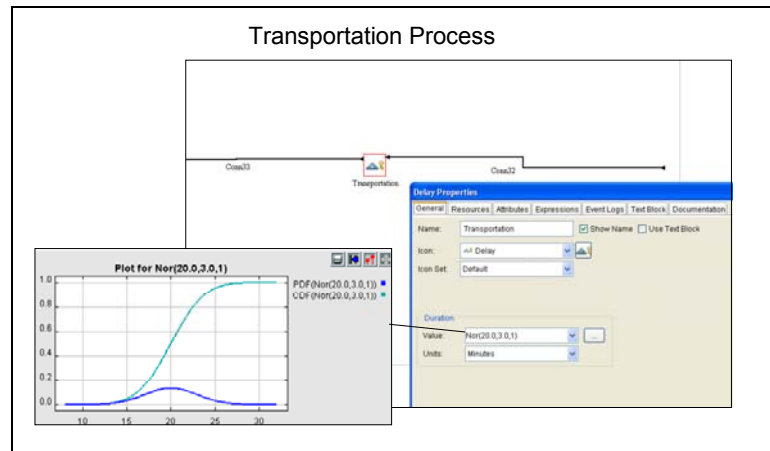 Transportation Process
Conn33
Transportation
Conn32
Delay Properties
General Resources Attributes Expressions Event Logs Text Block Documentation
Name: Transportation Show Name Use Text Block
Icon: Delay
Icon Set: Default
Duration
Value: Nor(20.0,3.0,1) ...
Units: Minutes
Plot for Nor(20.0,3.0,1)
PDF(Nor(20.0,3.0,1))
CDF(Nor(20.0,3.0,1))
1.0
0.8
0.6
0.4
0.2
0.0
10 15 20 25 30